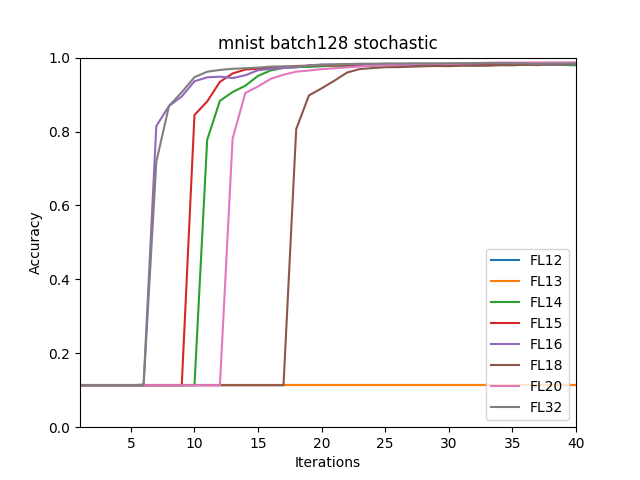 mnist batch128 stochastic
1.0
0.8
0.6
0.4
0.2
0.0
Accuracy
FL12
FL13
FL14
FL15
FL16
FL18
FL20
FL32
5 10 15 20 25 30 35 40
Iterations